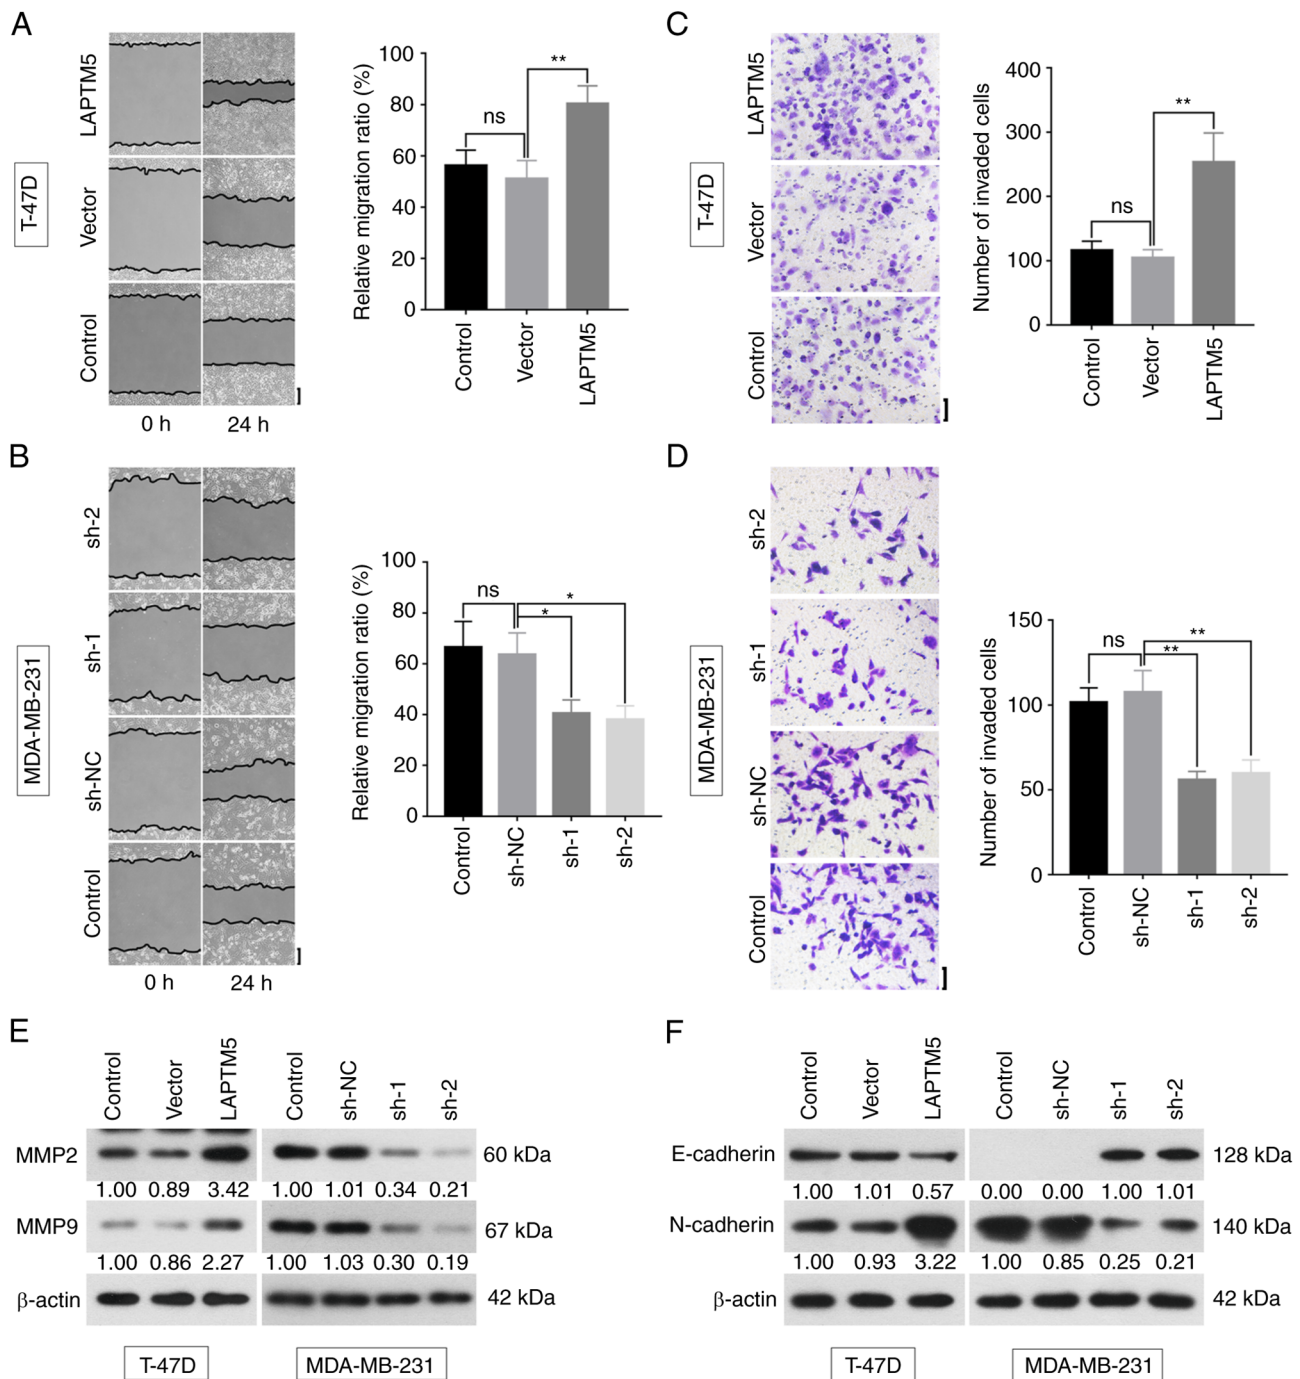 A
T-47D
LAPTM5
Vector
Control
0 h
24 h
Relative migration ratio (%)
100
80
60
40
20
0
ns
**
Control
Vector
LAPTM5
C
T-47D
LAPTM5
Vector
Control
Number of invaded cells
400
300
200
100
0
ns
**
Control
Vector
LAPTM5
B
MDA-MB-231
sh-2
sh-1
sh-NC
Control
0 h
24 h
Relative migration ratio (%)
100
80
60
40
20
0
ns
*
*
Control
sh-NC
sh-1
sh-2
D
MDA-MB-231
sh-2
sh-1
sh-NC
Control
Number of invaded cells
150
100
50
0
ns
**
**
Control
sh-NC
sh-1
sh-2
E
Control Vector LAPTM5 Control sh-NC sh-1 sh-2
MMP2 60 kDa
1.00 0.89 3.42 1.00 1.01 0.34 0.21
MMP9 67 kDa
1.00 0.86 2.27 1.00 1.03 0.30 0.19
β-actin 42 kDa
T-47D MDA-MB-231
F
Control Vector LAPTM5 Control sh-NC sh-1 sh-2
E-cadherin 128 kDa
1.00 1.01 0.57 0.00 0.00 1.00 1.01
N-cadherin 140 kDa
1.00 0.93 3.22 1.00 0.85 0.25 0.21
β-actin 42 kDa
T-47D MDA-MB-231